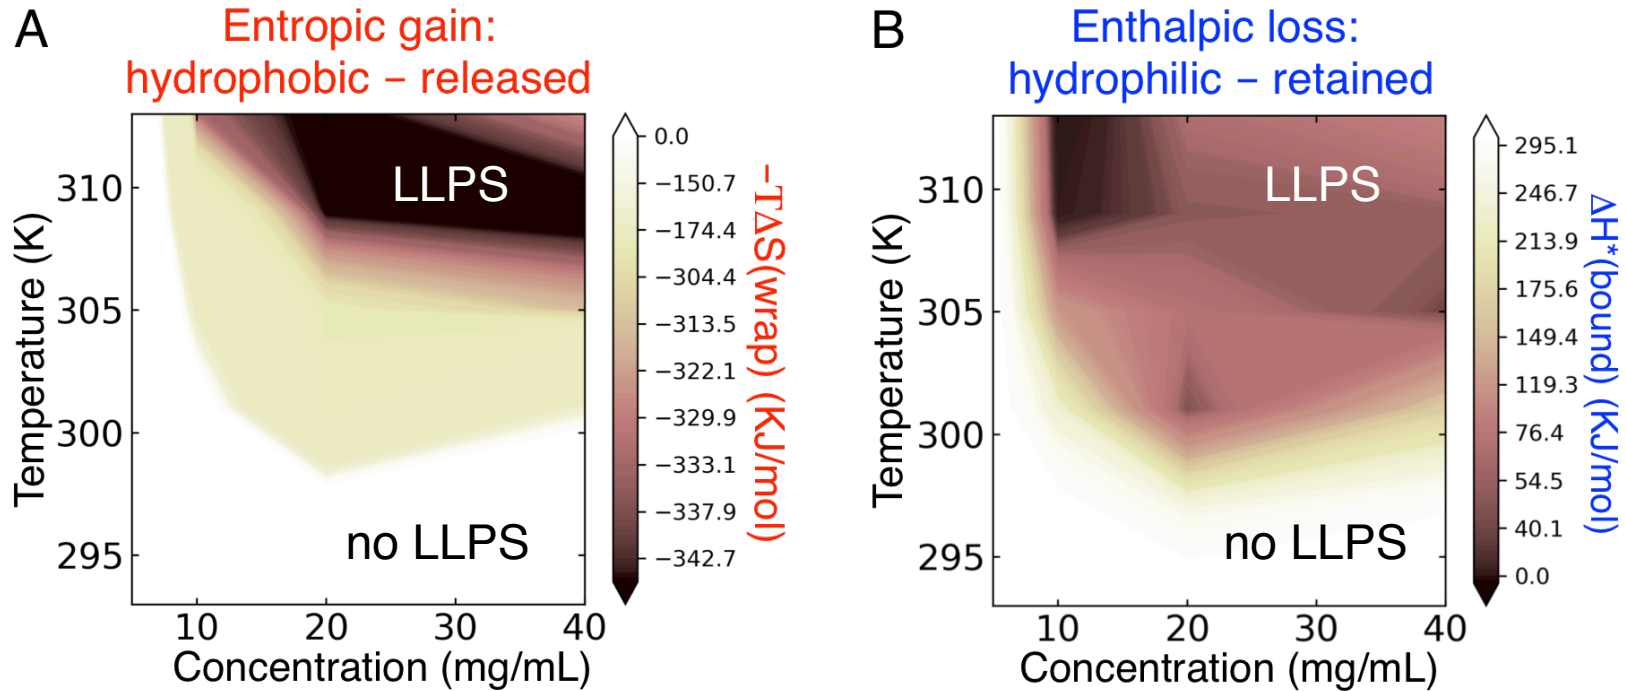 A
Entropic gain:
hydrophobic – released
310
305
300
295
Temperature (K)
10 20 30 40
Concentration (mg/mL)
LLPS
no LLPS
0.0
−150.7
−174.4
−304.4
−313.5
−322.1
−329.9
−333.1
−337.9
−342.7
−TΔS(wrap) (KJ/mol)
B
Enthalpic loss:
hydrophilic – retained
310
305
300
295
Temperature (K)
10 20 30 40
Concentration (mg/mL)
LLPS
no LLPS
295.1
246.7
213.9
175.6
149.4
119.3
76.4
54.5
40.1
0.0
ΔH*(bound) (KJ/mol)